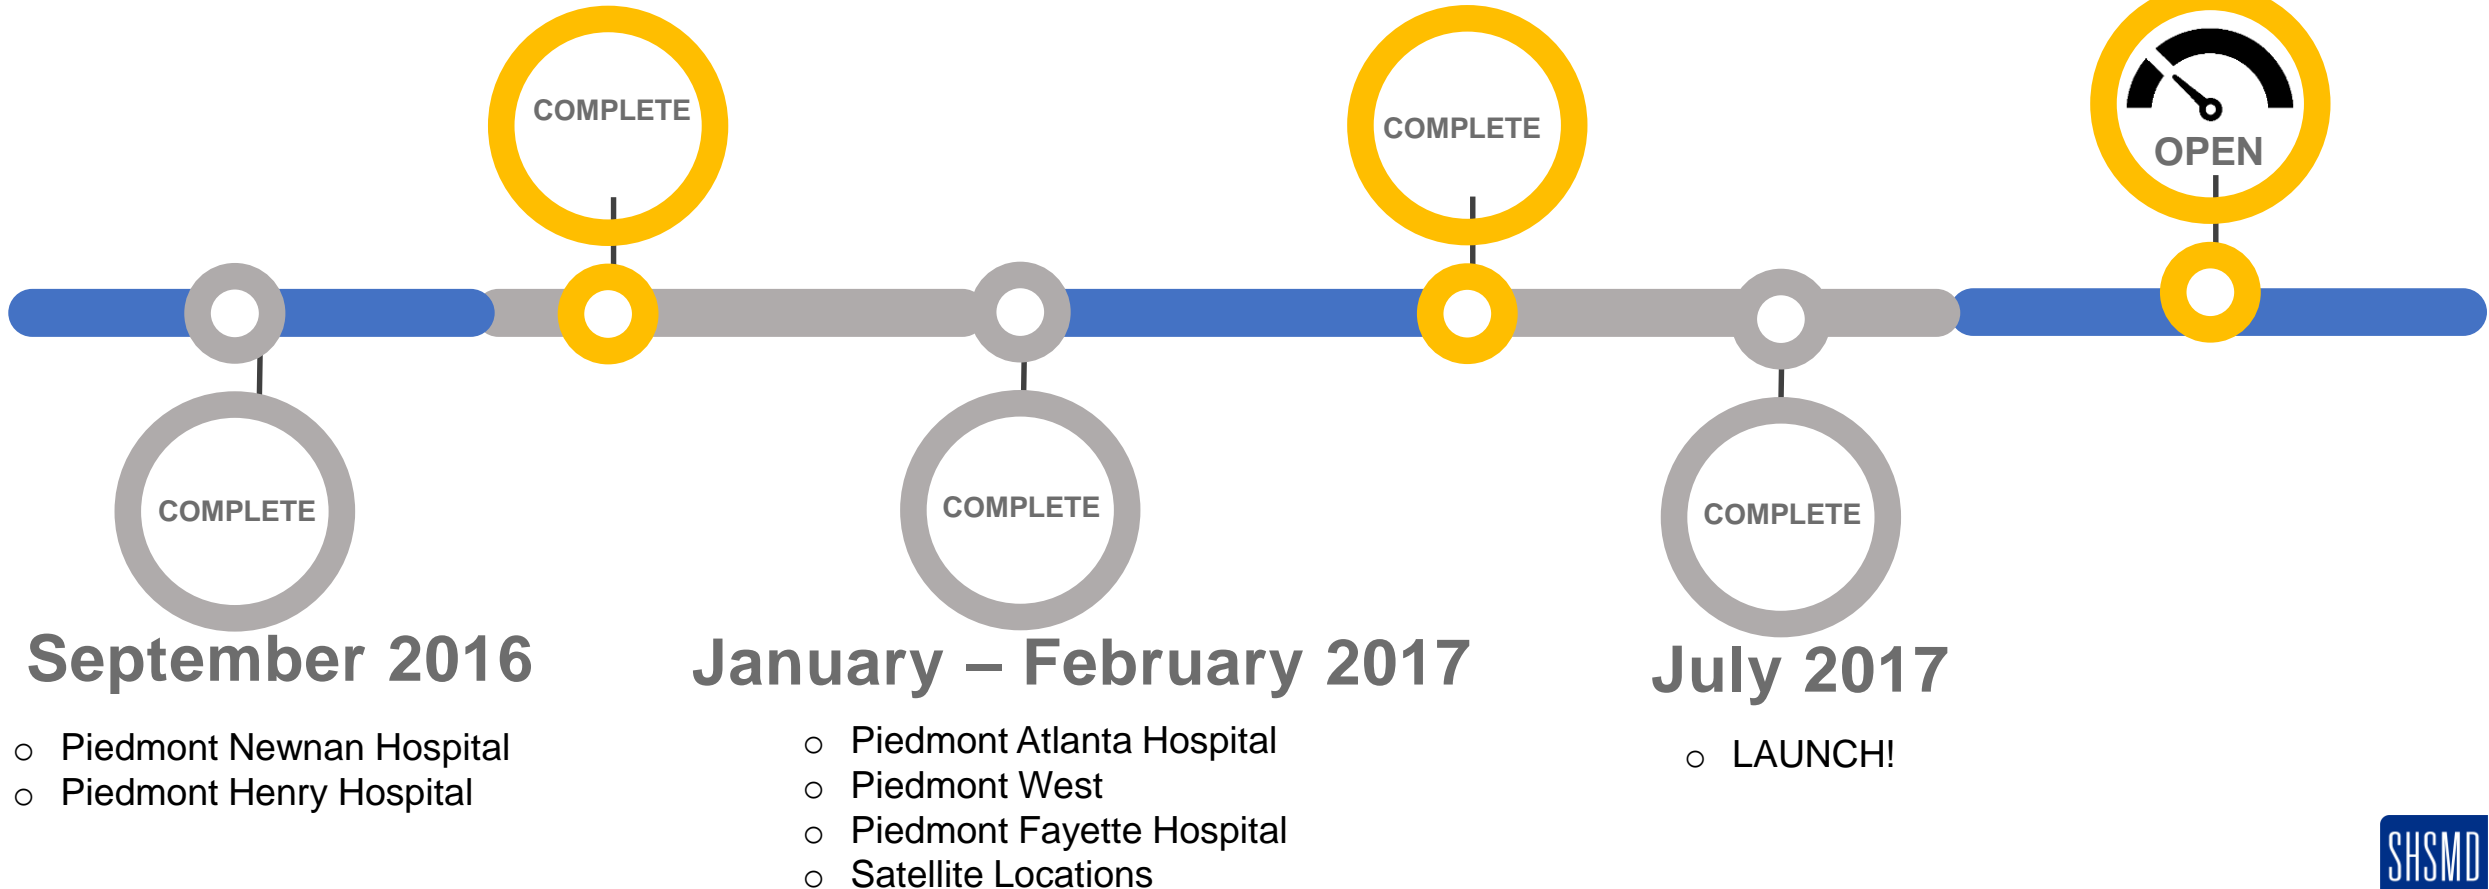 COMPLETE
COMPLETE
OPEN
COMPLETE
COMPLETE
COMPLETE
September 2016
○ Piedmont Newnan Hospital
○ Piedmont Henry Hospital
January – February 2017
○ Piedmont Atlanta Hospital
○ Piedmont West
○ Piedmont Fayette Hospital
○ Satellite Locations
July 2017
○ LAUNCH!
SHSMD